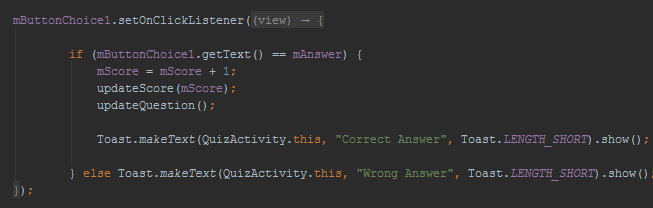 mButtonChoice1.setOnClickListener((view) → {
if (mButtonChoice1.getText() == mAnswer) {
mScore = mScore + 1;
updateScore(mScore);
updateQuestion();
Toast.makeText(QuizActivity.this, "Correct Answer", Toast.LENGTH_SHORT).show();
} else Toast.makeText(QuizActivity.this, "Wrong Answer", Toast.LENGTH_SHORT).show();
});